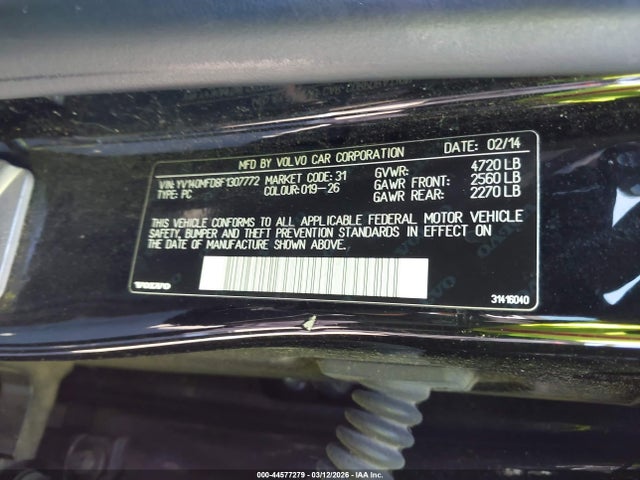 MFD BY VOLVO CAR CORPORATION DATE: 02/14
VIN: YV140MFD8F1307772 MARKET CODE: 31 GVWR: 4720 LB
TYPE: PC COLOUR: 019-26 GAWR FRONT: 2560 LB
GAWR REAR: 2270 LB
THIS VEHICLE CONFORMS TO ALL APPLICABLE FEDERAL MOTOR VEHICLE
SAFETY, BUMPER AND THEFT PREVENTION STANDARDS IN EFFECT ON
THE DATE OF MANUFACTURE SHOWN ABOVE.
VOLVO 31416040
000-44577279 - 03/12/2026 - IAAI Inc.